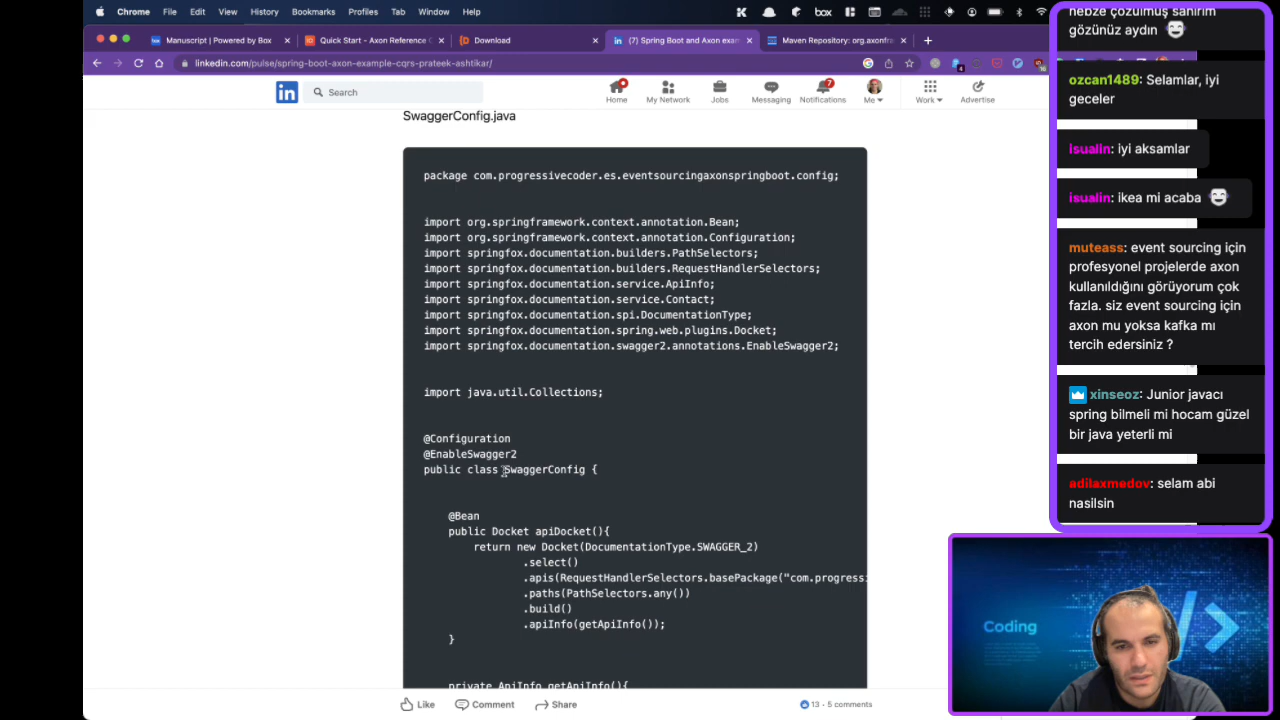 Chrome File Edit View History Bookmarks Profiles Tab Window Help
box
Manuscript | Powered by Box
Quick Start - Axon Reference
Download
(7) Spring Boot and Axon exam
Maven Repository: org.axonfra
linkedin.com/pulse/spring-boot-axon-example-cqrs-prateek-ashtikar/
in
Search
Home
My Network
Jobs
Messaging
7
Notifications
Me
Work
Advertise
SwaggerConfig.java
package com.progressivecoder.es.eventsourcingaxonspringboot.config;
import org.springframework.context.annotation.Bean;
import org.springframework.context.annotation.Configuration;
import springfox.documentation.builders.PathSelectors;
import springfox.documentation.builders.RequestHandlerSelectors;
import springfox.documentation.service.ApiInfo;
import springfox.documentation.service.Contact;
import springfox.documentation.spi.DocumentationType;
import springfox.documentation.spring.web.plugins.Docket;
import springfox.documentation.swagger2.annotations.EnableSwagger2;
import java.util.Collections;
@Configuration
@EnableSwagger2
public class SwaggerConfig {
@Bean
public Docket apiDocket(){
return new Docket(DocumentationType.SWAGGER_2)
.select()
.apis(RequestHandlerSelectors.basePackage("com.progressi
.paths(PathSelectors.any())
.build()
.apiInfo(getApiInfo());
}
private ApiInfo getApiInfo(){
Like
Comment
Share
13 - 5 comments
nebze çözülmüş sanırım
gözünüz aydın
ozcan1489: Selamlar, iyi
geceler
isualin: iyi aksamlar
isualin: ikea mi acaba
muteass: event sourcing için
profesyonel projelerde axon
kullanıldığını görüyorum çok
fazla. siz event sourcing için
axon mu yoksa kafka mı
tercih edersiniz ?
xinseoz: Junior javacı
spring bilmeli mi hocam güzel
bir java yeterli mi
adilaxmedov: selam abi
nasilsin
Coding